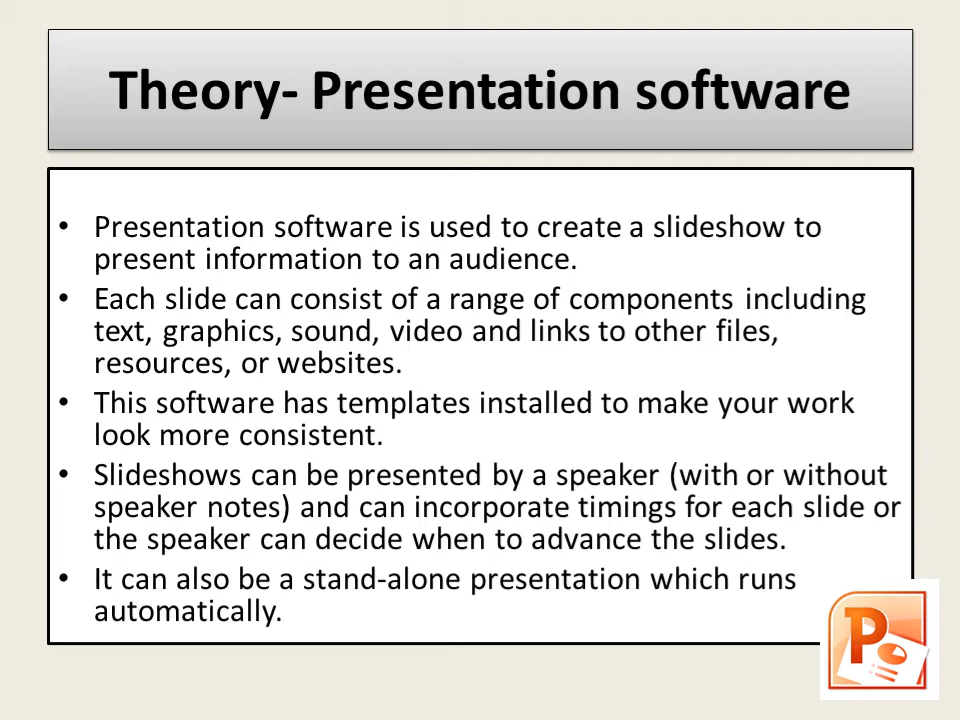 Theory- Presentation software
• Presentation software is used to create a slideshow to
present information to an audience.
• Each slide can consist of a range of components including
text, graphics, sound, video and links to other files,
resources, or websites.
• This software has templates installed to make your work
look more consistent.
• Slideshows can be presented by a speaker (with or without
speaker notes) and can incorporate timings for each slide or
the speaker can decide when to advance the slides.
• It can also be a stand-alone presentation which runs
automatically.
P